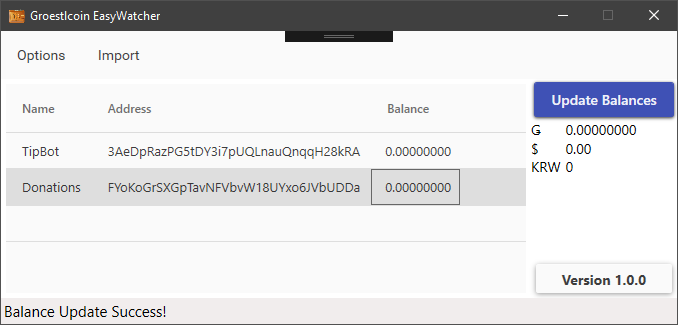 Groestlcoin EasyWatcher
Options Import
Name Address Balance
TipBot 3AeDpRazPG5tDY3i7pUQLnauQnqqH28kRA 0.00000000
Donations FYoKoGrSXGpTavNFVbvW18UYxo6JVbUDDa 0.00000000
Update Balances
₲ 0.00000000
$ 0.00
KRW 0
Version 1.0.0
Balance Update Success!